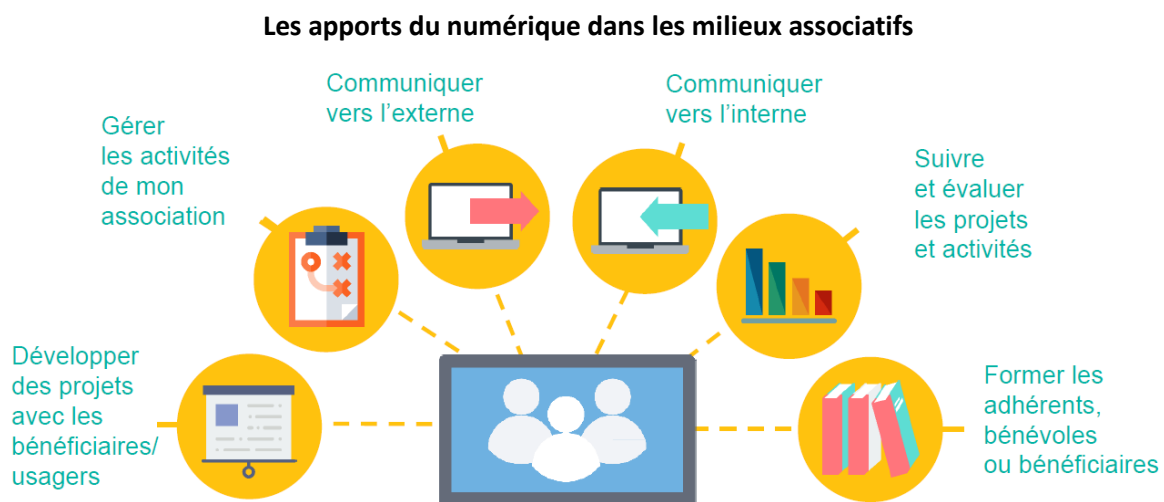 Les apports du numérique dans les milieux associatifs
Communiquer
vers l'externe
Communiquer
vers l'interne
Gérer
les activités
de mon
association
Suivre
et évaluer
les projets
et activités
Développer
des projets
avec les
bénéficiaires/
usagers
Former les
adhérents,
bénévoles
ou bénéficiaires